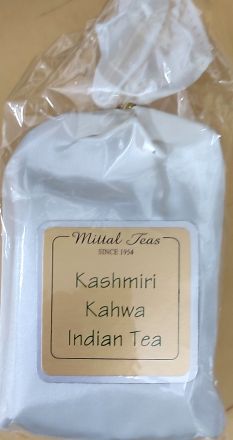 Mittal Teas
SINCE 1954
Kashmiri
Kahwa
Indian Tea